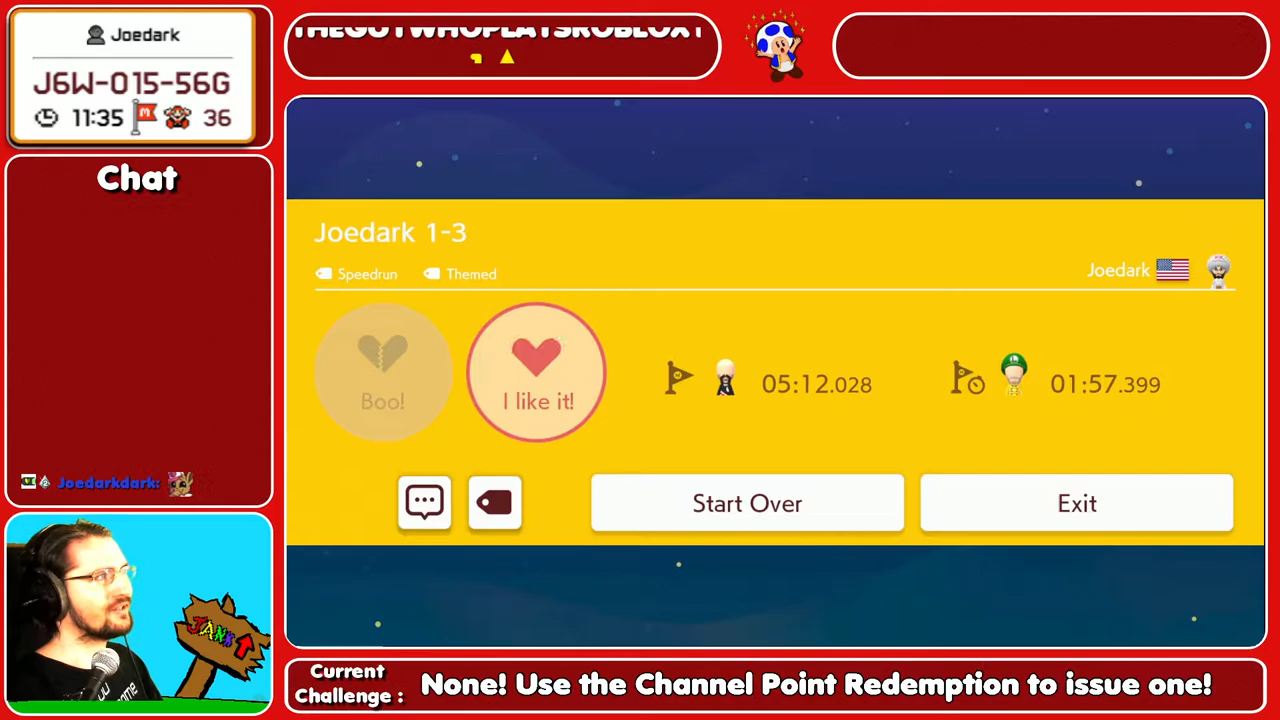 Joedark
J6W-015-56G
11:35 M 36
THEGUTWHOPLATSROBLOX1
Chat
Joedarkdark:
Joedark 1-3
Speedrun Themed
Joedark
Boo!
I like it!
05:12.028
01:57.399
Start Over
Exit
JANK
Current
Challenge :
None! Use the Channel Point Redemption to issue one!